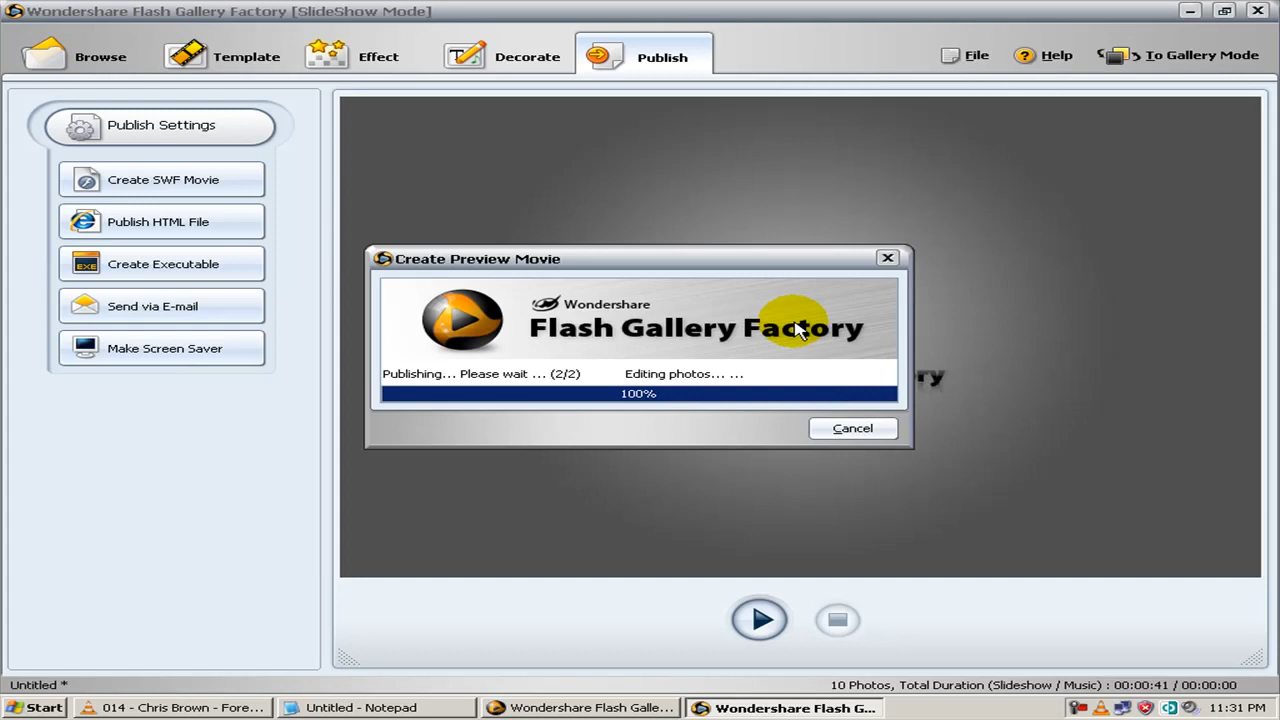 Wondershare Flash Gallery Factory [SlideShow Mode]
Browse Template Effect Decorate Publish File Help To Gallery Mode
Publish Settings
Create SWF Movie
Publish HTML File
EXE Create Executable
Send via E-mail
Make Screen Saver
Create Preview Movie
Wondershare
Flash Gallery Factory
Publishing... Please wait ... (2/2) Editing photos... ...
100%
ry
Cancel
Untitled * 10 Photos, Total Duration (Slideshow / Music) : 00:00:41 / 00:00:00
Start 014 - Chris Brown - Fore... Untitled - Notepad Wondershare Flash Galle... Wondershare Flash G... 11:31 PM